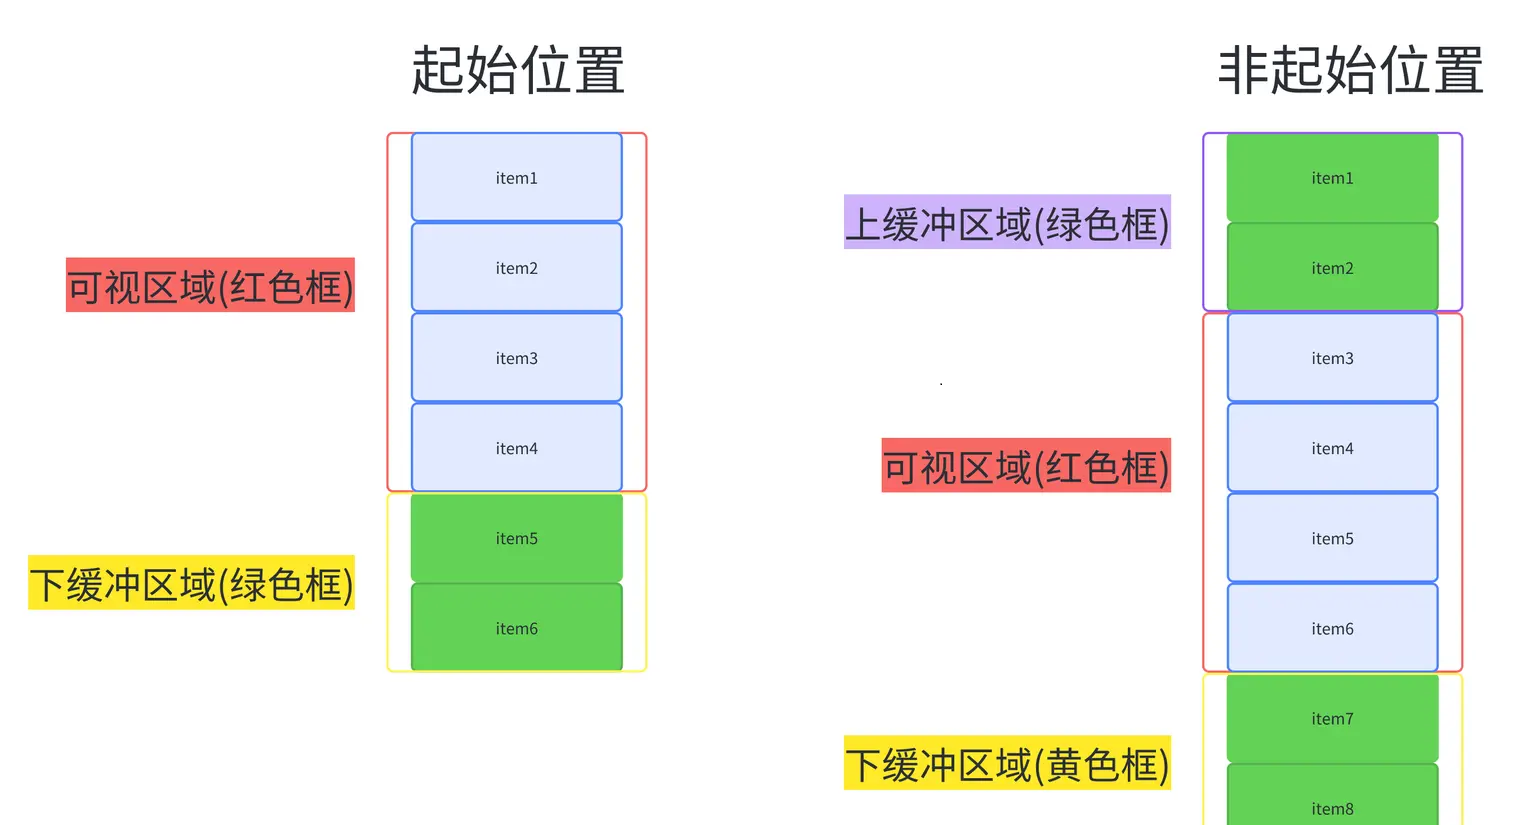 起始位置
item1
item2
可视区域(红色框)
item3
item4
item5
下缓冲区域(绿色框)
item6
非起始位置
item1
上缓冲区域(绿色框)
item2
item3
item4
可视区域(红色框)
item5
item6
item7
下缓冲区域(黄色框)
item8